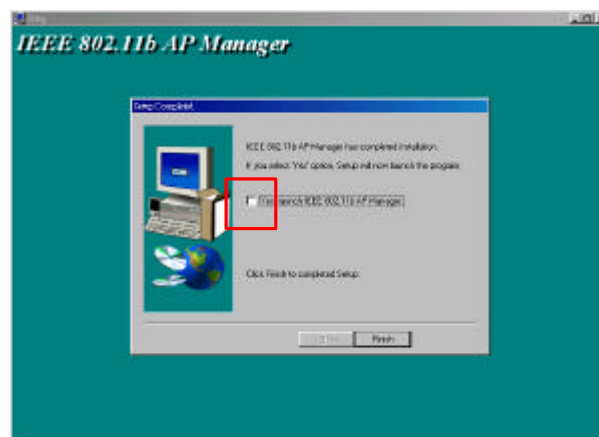 Setup
IEEE 802.11b AP Manager
Setup Complete
IEEE 802.11b AP Manager has completed installation.
If you select 'Yes' option, Setup will now launch the program.
Yes, launch IEEE 802.11b AP Manager.
Click Finish to completed Setup.
Finish